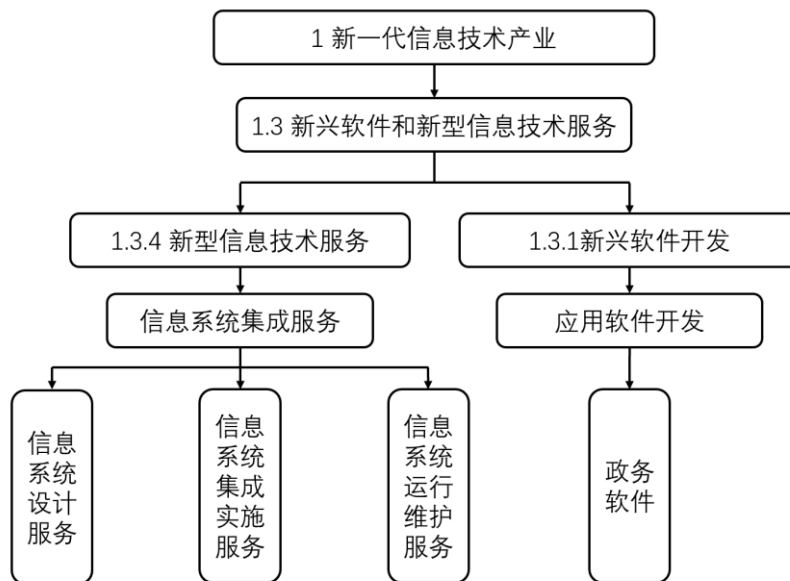 1 新一代信息技术产业
1.3 新兴软件和新型信息技术服务
1.3.4 新型信息技术服务
1.3.1新兴软件开发
信息系统集成服务
应用软件开发
信息
系统
设计
服务
信息
系统
集成
实施
服务
信息
系统
运行
维护
服务
政务
软件